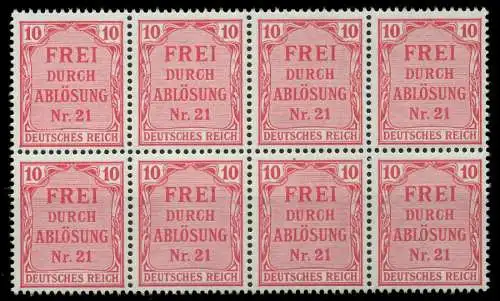 10 10 10 10 10 10 10 10
FREI FREI FREI FREI
DURCH DURCH DURCH DURCH
ABLÖSUNG ABLÖSUNG ABLÖSUNG ABLÖSUNG
Nr. 21 Nr. 21 Nr. 21 Nr. 21
DEUTSCHES REICH DEUTSCHES REICH DEUTSCHES REICH DEUTSCHES REICH
10 10 10 10 10 10 10 10
FREI FREI FREI FREI
DURCH DURCH DURCH DURCH
ABLÖSUNG ABLÖSUNG ABLÖSUNG ABLÖSUNG
Nr. 21 Nr. 21 Nr. 21 Nr. 21
DEUTSCHES REICH DEUTSCHES REICH DEUTSCHES REICH DEUTSCHES REICH